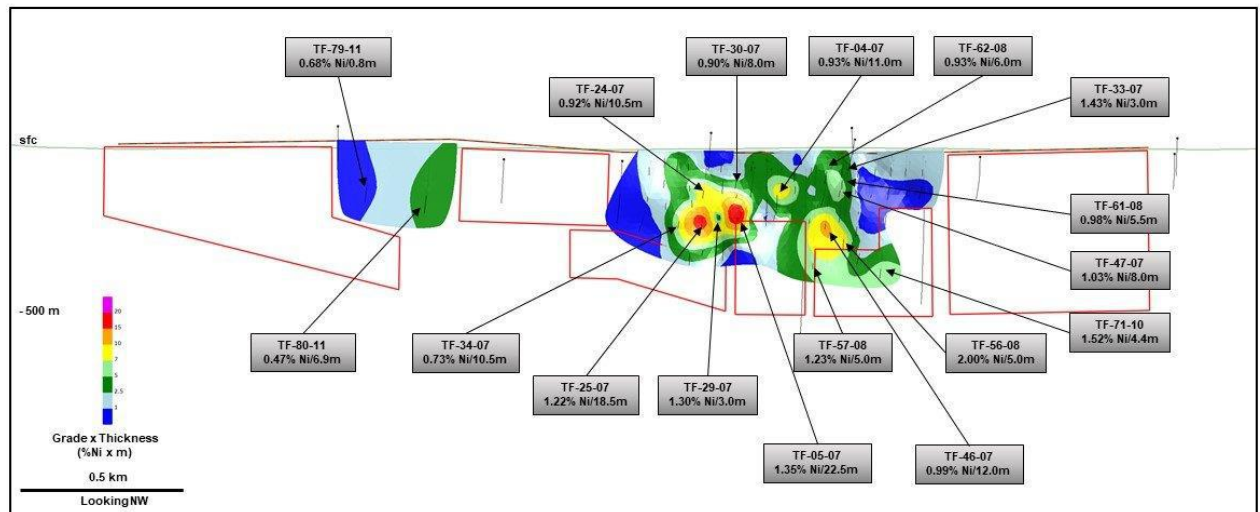 TF-79-11
0.68% Ni/0.8m
TF-30-07
0.90% Ni/8.0m
TF-04-07
0.93% Ni/11.0m
TF-62-08
0.93% Ni/6.0m
TF-24-07
0.92% Ni/10.5m
TF-33-07
1.43% Ni/3.0m
sfc
TF-61-08
0.98% Ni/5.5m
TF-47-07
1.03% Ni/8.0m
- 500 m
20
15
10
7
5
2.5
1
TF-80-11
0.47% Ni/6.9m
TF-34-07
0.73% Ni/10.5m
TF-57-08
1.23% Ni/5.0m
TF-56-08
2.00% Ni/5.0m
TF-71-10
1.52% Ni/4.4m
TF-25-07
1.22% Ni/18.5m
TF-29-07
1.30% Ni/3.0m
Grade x Thickness
(%Ni x m)
TF-05-07
1.35% Ni/22.5m
TF-46-07
0.99% Ni/12.0m
0.5 km
Looking NW